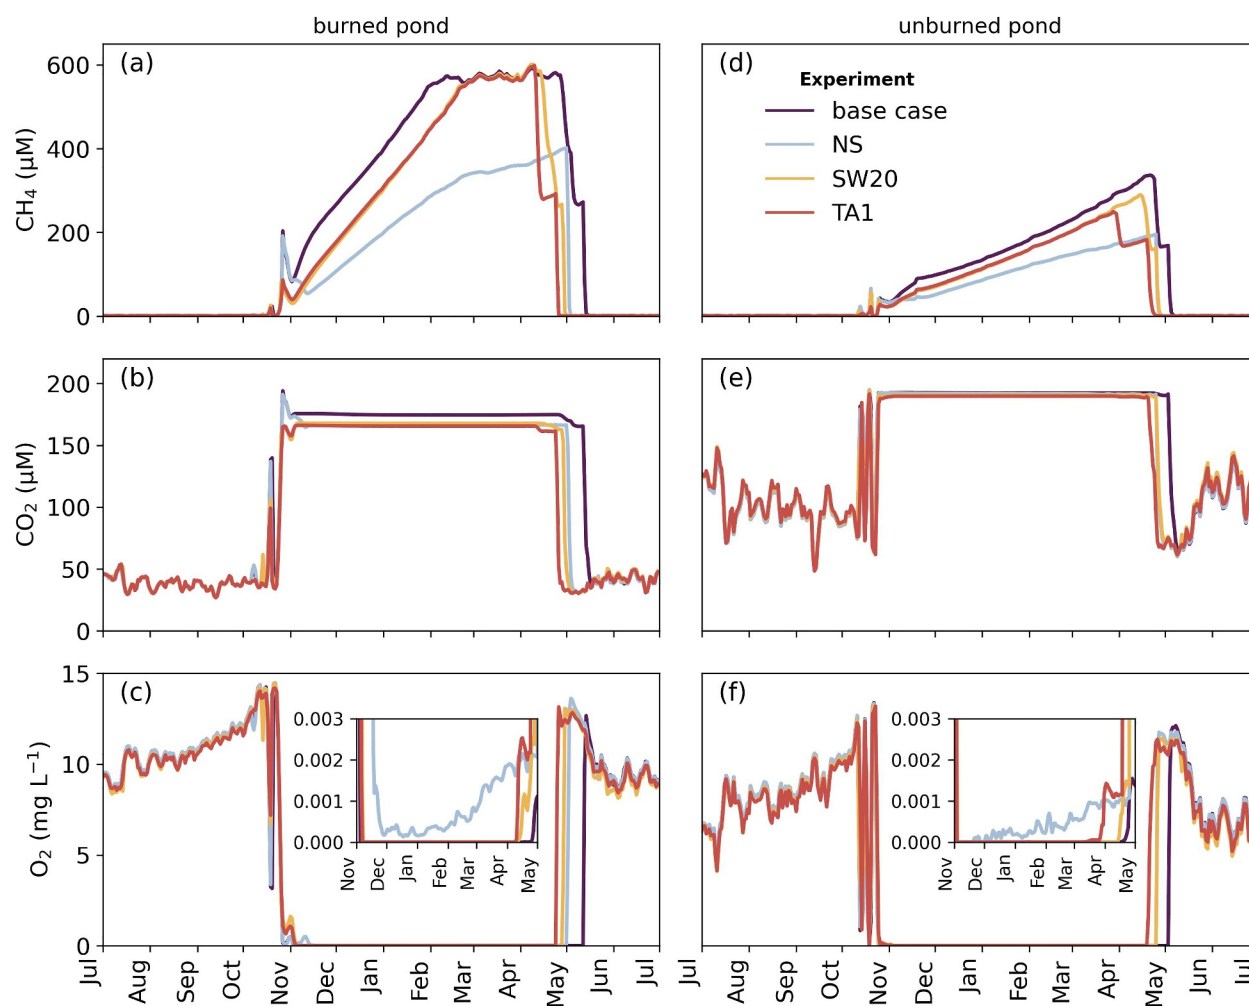 burned pond
unburned pond
(a)
600
400
200
0
CH₄ (µM)
(d)
Experiment
base case
NS
SW20
TA1
(b)
200
150
100
50
0
CO₂ (µM)
(e)
(c)
15
10
5
0
O₂ (mg L⁻¹)
0.003
0.002
0.001
0.000
Nov Dec Jan Feb Mar Apr May
Jul Aug Sep Oct Nov Dec Jan Feb Mar Apr May Jun Jul
(f)
0.003
0.002
0.001
0.000
Nov Dec Jan Feb Mar Apr May
Jul Aug Sep Oct Nov Dec Jan Feb Mar Apr May Jun Jul